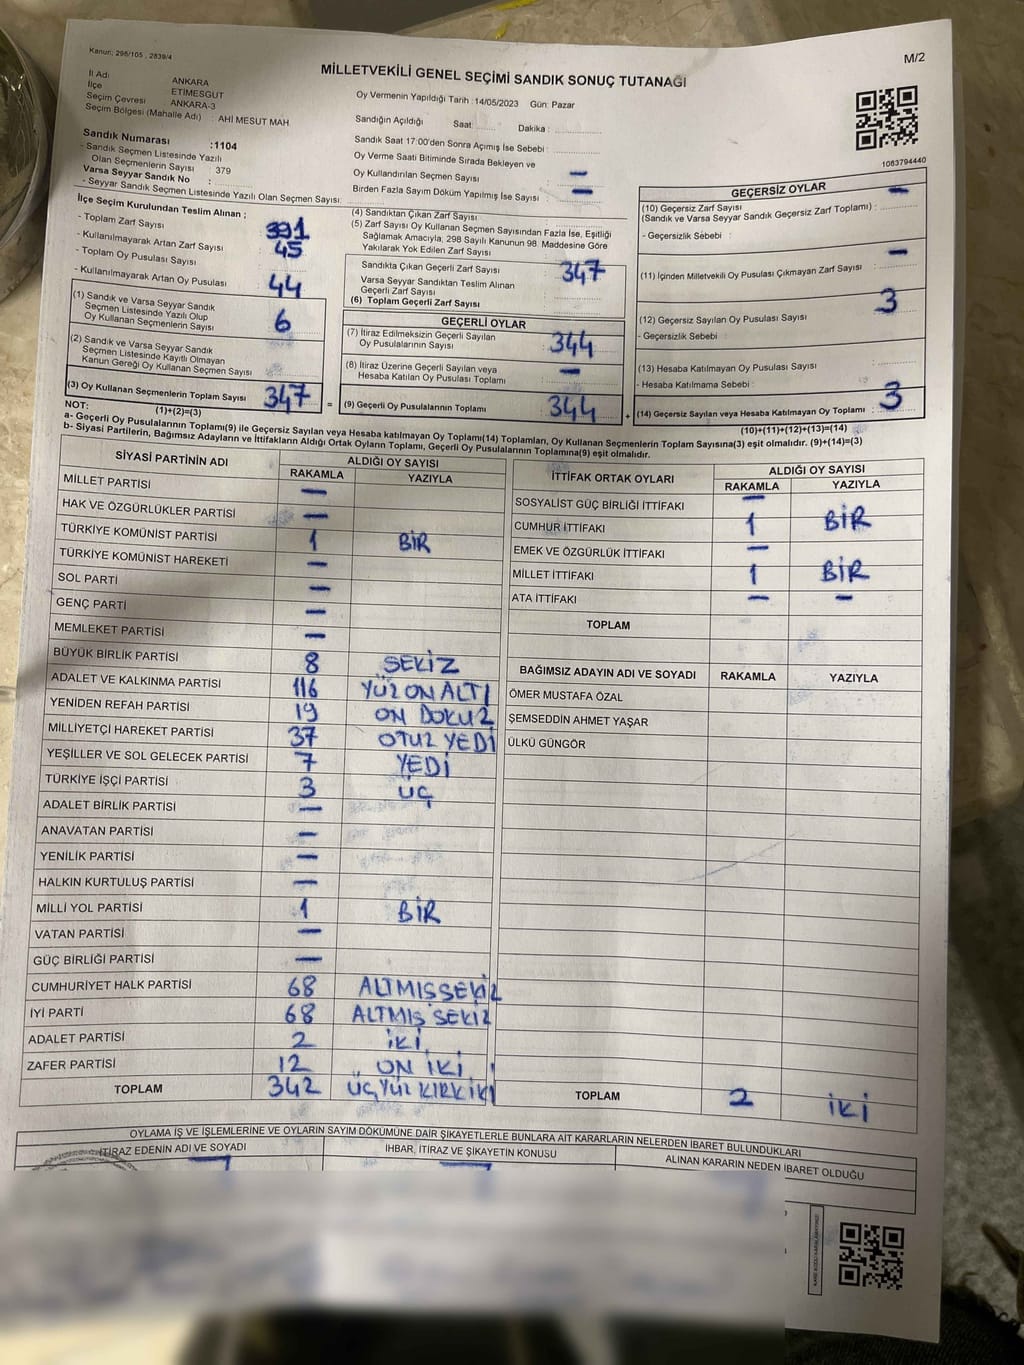 Kanun: 298/105 , 2839/4
M/2
MİLLETVEKİLİ GENEL SEÇİMİ SANDIK SONUÇ TUTANAĞI
İl Adı ANKARA
İlçe ETİMESGUT
Seçim Çevresi ANKARA-3
Seçim Bölgesi (Mahalle Adı) : AHİ MESUT MAH.
Oy Vermenin Yapıldığı Tarih : 14/05/2023 Gün: Pazar
Sandığın Açıldığı Saat: Dakika :
Sandık Saat 17:00'den Sonra Açımış İse Sebebi :
Oy Verme Saati Bitiminde Sırada Bekleyen ve
Oy Kullandırılan Seçmen Sayısı —
Birden Fazla Sayım Döküm Yapılmış İse Sayısı : —
1063794440
Sandık Numarası :1104
- Sandık Seçmen Listesinde Yazılı
Olan Seçmenlerin Sayısı : 379
Varsa Seyyar Sandık No :
- Seyyar Sandık Seçmen Listesinde Yazılı Olan Seçmen Sayısı:
İlçe Seçim Kurulundan Teslim Alınan ;
- Toplam Zarf Sayısı : 391
- Kullanılmayarak Artan Zarf Sayısı : 45
- Toplam Oy Pusulası Sayısı :
- Kullanılmayarak Artan Oy Pusulası 44
(1) Sandık ve Varsa Seyyar Sandık
Seçmen Listesinde Yazılı Olup
Oy Kullanan Seçmenlerin Sayısı : 6
(2) Sandık ve Varsa Seyyar Sandık
Seçmen Listesinde Kayıtlı Olmayan
Kanun Gereği Oy Kullanan Seçmen Sayısı
(3) Oy Kullanan Seçmenlerin Toplam Sayısı 347
(1)+(2)=(3)
(4) Sandıktan Çıkan Zarf Sayısı
(5) Zarf Sayısı Oy Kullanan Seçmen Sayısından Fazla İse, Eşitliği
Sağlamak Amacıyla; 298 Sayılı Kanunun 98. Maddesine Göre
Yakılarak Yok Edilen Zarf Sayısı
Sandıkta Çıkan Geçerli Zarf Sayısı 347
Varsa Seyyar Sandıktan Teslim Alınan
Geçerli Zarf Sayısı
(6) Toplam Geçerli Zarf Sayısı
GEÇERLİ OYLAR
(7) İtiraz Edilmeksizin Geçerli Sayılan
Oy Pusulalarının Sayısı : 344
(8) İtiraz Üzerine Geçerli Sayılan veya
Hesaba Katılan Oy Pusulası Toplamı —
= (9) Geçerli Oy Pusulalarının Toplamı 344 +
GEÇERSİZ OYLAR
(10) Geçersiz Zarf Sayısı —
(Sandık ve Varsa Seyyar Sandık Geçersiz Zarf Toplamı) :
- Geçersizlik Sebebi :
(11) İçinden Milletvekili Oy Pusulası Çıkmayan Zarf Sayısı : —
(12) Geçersiz Sayılan Oy Pusulası Sayısı : 3
- Geçersizlik Sebebi :
(13) Hesaba Katılmayan Oy Pusulası Sayısı :
- Hesaba Katılmama Sebebi :
(14) Geçersiz Sayılan veya Hesaba Katılmayan Oy Toplamı : 3
(10)+(11)+(12)+(13)=(14)
NOT:
a- Geçerli Oy Pusulalarının Toplamı(9) ile Geçersiz Sayılan veya Hesaba katılmayan Oy Toplamı(14) Toplamları, Oy Kullanan Seçmenlerin Toplam Sayısına(3) eşit olmalıdır. (9)+(14)=(3)
b- Siyasi Partilerin, Bağımsız Adayların ve İttifakların Aldığı Ortak Oyların Toplamı, Geçerli Oy Pusulalarının Toplamına(9) eşit olmalıdır.
SİYASİ PARTİNİN ADI ALDIĞI OY SAYISI
RAKAMLA YAZIYLA
MİLLET PARTİSİ —
HAK VE ÖZGÜRLÜKLER PARTİSİ —
TÜRKİYE KOMÜNİST PARTİSİ 1 BİR
TÜRKİYE KOMÜNİST HAREKETİ —
SOL PARTİ —
GENÇ PARTİ —
MEMLEKET PARTİSİ —
BÜYÜK BİRLİK PARTİSİ 8 SEKİZ
ADALET VE KALKINMA PARTİSİ 116 YÜZ ON ALTI
YENİDEN REFAH PARTİSİ 19 ON DOKUZ
MİLLİYETÇİ HAREKET PARTİSİ 37 OTUZ YEDİ
YEŞİLLER VE SOL GELECEK PARTİSİ 7 YEDİ
TÜRKİYE İŞÇİ PARTİSİ 3 ÜÇ
ADALET BİRLİK PARTİSİ —
ANAVATAN PARTİSİ —
YENİLİK PARTİSİ —
HALKIN KURTULUŞ PARTİSİ —
MİLLİ YOL PARTİSİ 1 BİR
VATAN PARTİSİ —
GÜÇ BİRLİĞİ PARTİSİ —
CUMHURİYET HALK PARTİSİ 68 ALTMIŞSEKİZ
İYİ PARTİ 68 ALTMIŞ SEKİZ
ADALET PARTİSİ 2 İKİ
ZAFER PARTİSİ 12 ON İKİ
TOPLAM 342 ÜÇYÜZ KIRK İKİ
İTTİFAK ORTAK OYLARI ALDIĞI OY SAYISI
RAKAMLA YAZIYLA
SOSYALİST GÜÇ BİRLİĞİ İTTİFAKI —
CUMHUR İTTİFAKI 1 BİR
EMEK VE ÖZGÜRLÜK İTTİFAKI —
MİLLET İTTİFAKI 1 BİR
ATA İTTİFAKI — —
TOPLAM
BAĞIMSIZ ADAYIN ADI VE SOYADI RAKAMLA YAZIYLA
ÖMER MUSTAFA ÖZAL
ŞEMSEDDİN AHMET YAŞAR
ÜLKÜ GÜNGÖR
TOPLAM 2 İKİ
OYLAMA İŞ VE İŞLEMLERİNE VE OYLARIN SAYIM DÖKÜMÜNE DAİR ŞİKAYETLERLE BUNLARA AİT KARARLARIN NELERDEN İBARET BULUNDUKLARI
İTİRAZ EDENİN ADI VE SOYADI İHBAR, İTİRAZ VE ŞİKAYETİN KONUSU ALINAN KARARIN NEDEN İBARET OLDUĞU